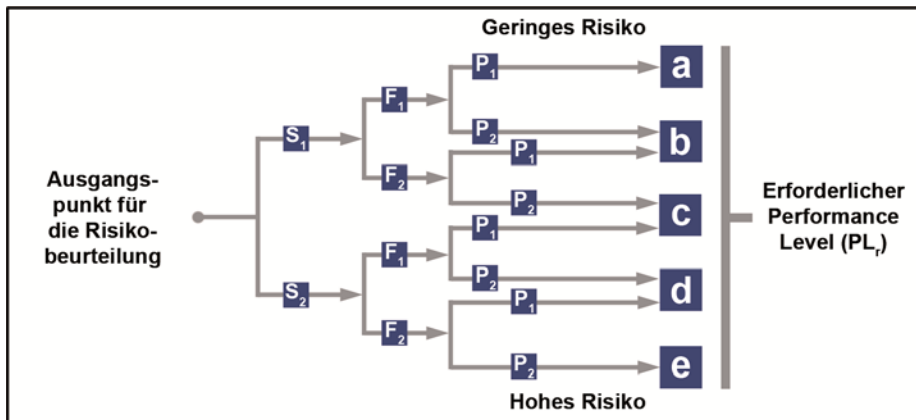 Geringes Risiko
P1
a
F1
P2
b
S1
P1
F2
P2
c
Ausgangs-
punkt für
die Risiko-
beurteilung
Erforderlicher
Performance
Level (PLr)
P1
F1
P2
d
S2
P1
F2
P2
e
Hohes Risiko